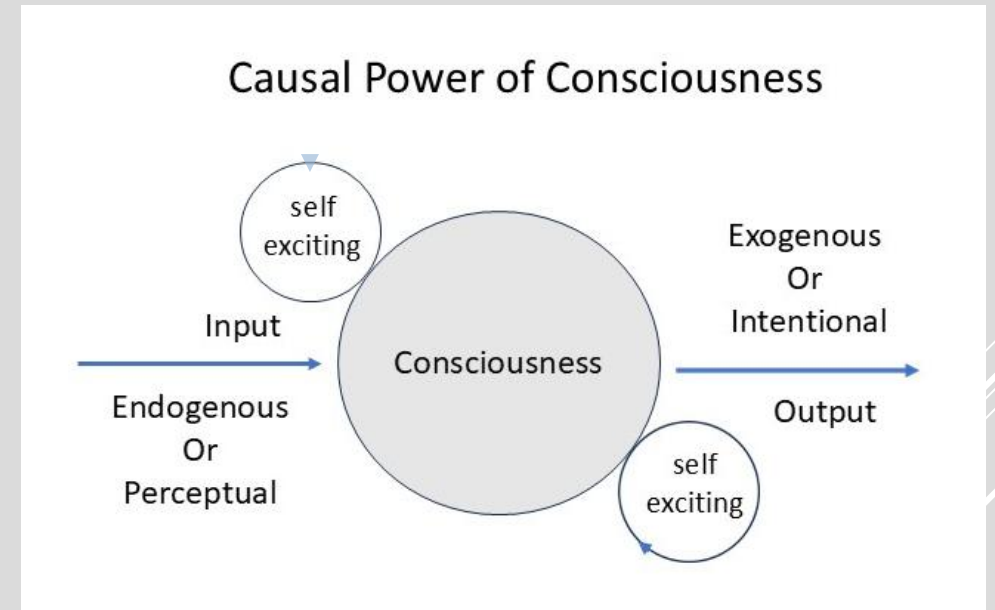 Causal Power of Consciousness
self
exciting
Input
Endogenous
Or
Perceptual
Consciousness
Exogenous
Or
Intentional
Output
self
exciting